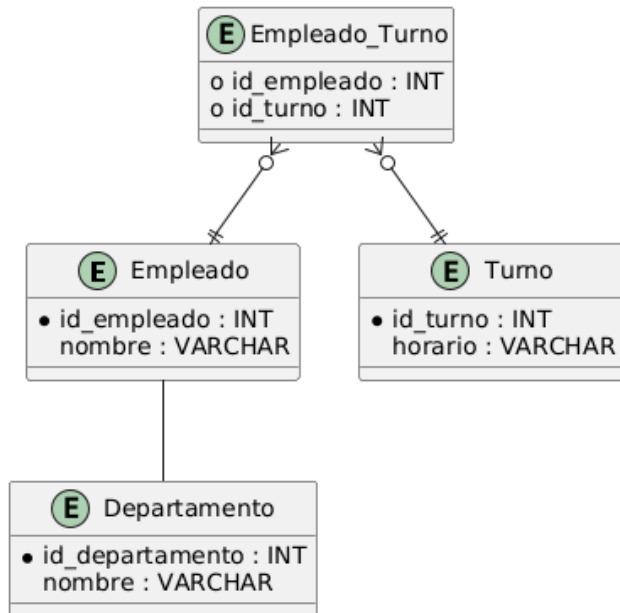 E Empleado_Turno
o id_empleado : INT
o id_turno : INT
E Empleado
• id_empleado : INT
nombre : VARCHAR
E Turno
• id_turno : INT
horario : VARCHAR
E Departamento
• id_departamento : INT
nombre : VARCHAR